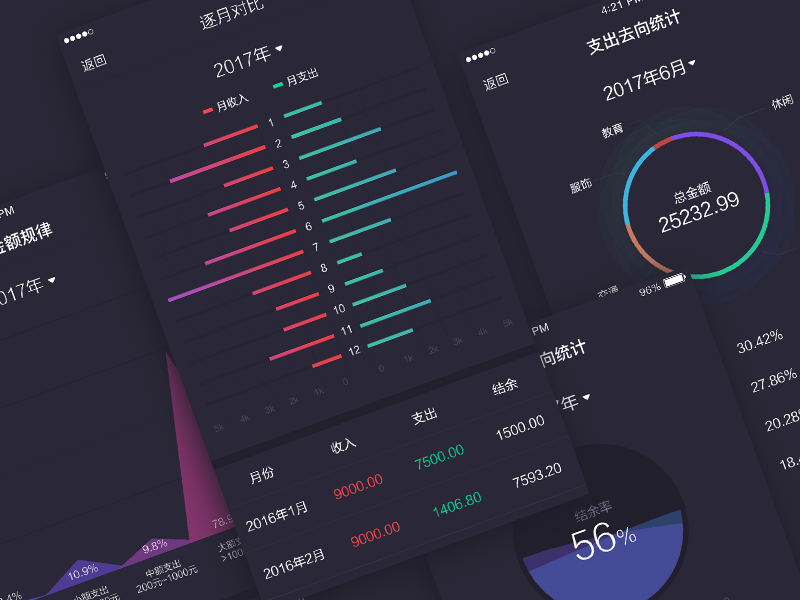 逐月对比
返回
2017年
月收入
月支出
1
2
3
4
5
6
7
8
9
10
11
12
5k 4k 3k 2k 1k 0 0 1k 2k 3k 4k 5k
月份 收入 支出 结余
2016年1月 9000.00 7500.00 1500.00
2016年2月 9000.00 1406.80 7593.20
4:21 PM
支出去向统计
返回
2017年6月
教育
休闲
服饰
总金额
25232.99
交通
30.42%
27.86%
20.28%
18.4
PM
金额规律
017年
10.9%
9.8%
78.9
小额支出
中额支出
200元~1000元
大额支
>100
PM
96%
向统计
年
结余率
56%